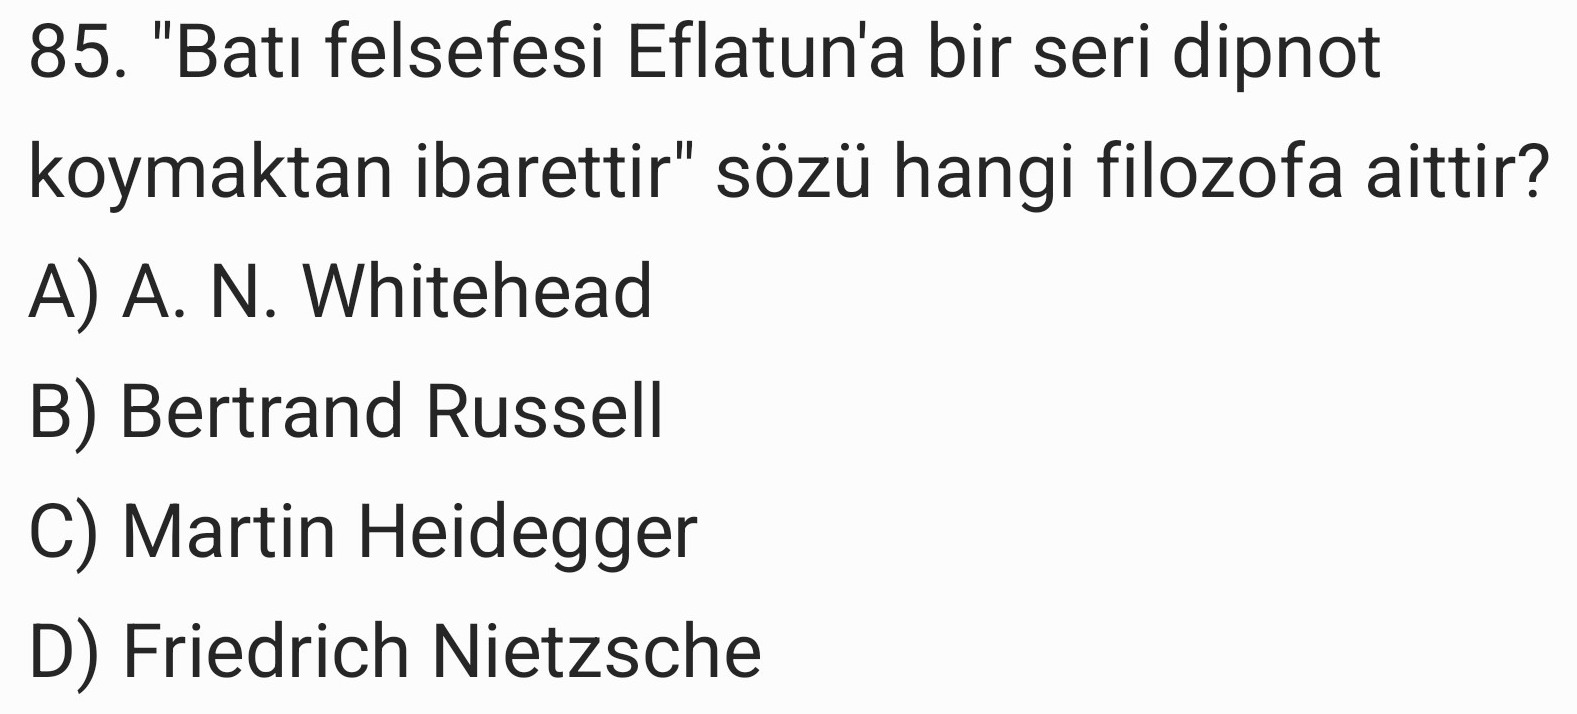 85. "Batı felsefesi Eflatun'a bir seri dipnot
koymaktan ibarettir" sözü hangi filozofa aittir?
A) A. N. Whitehead
B) Bertrand Russell
C) Martin Heidegger
D) Friedrich Nietzsche